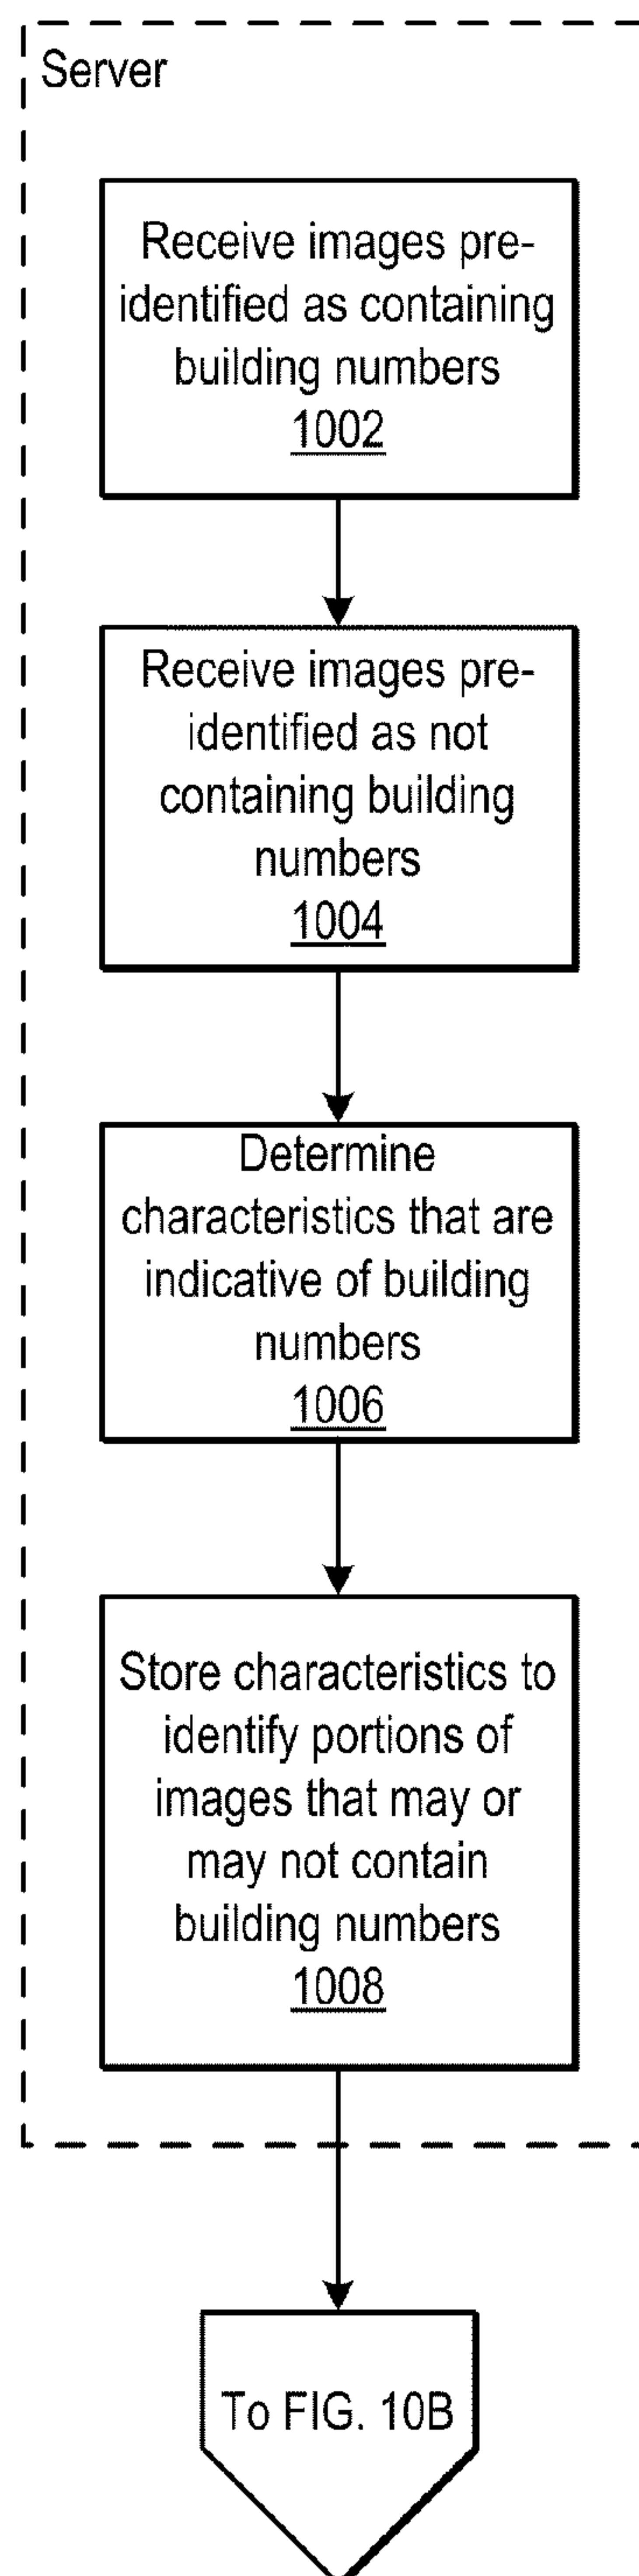 Server
Receive images pre-
identified as containing
building numbers
1002
Receive images pre-
identified as not
containing building
numbers
1004
Determine
characteristics that are
indicative of building
numbers
1006
Store characteristics to
identify portions of
images that may or
may not contain
building numbers
1008
To FIG. 10B